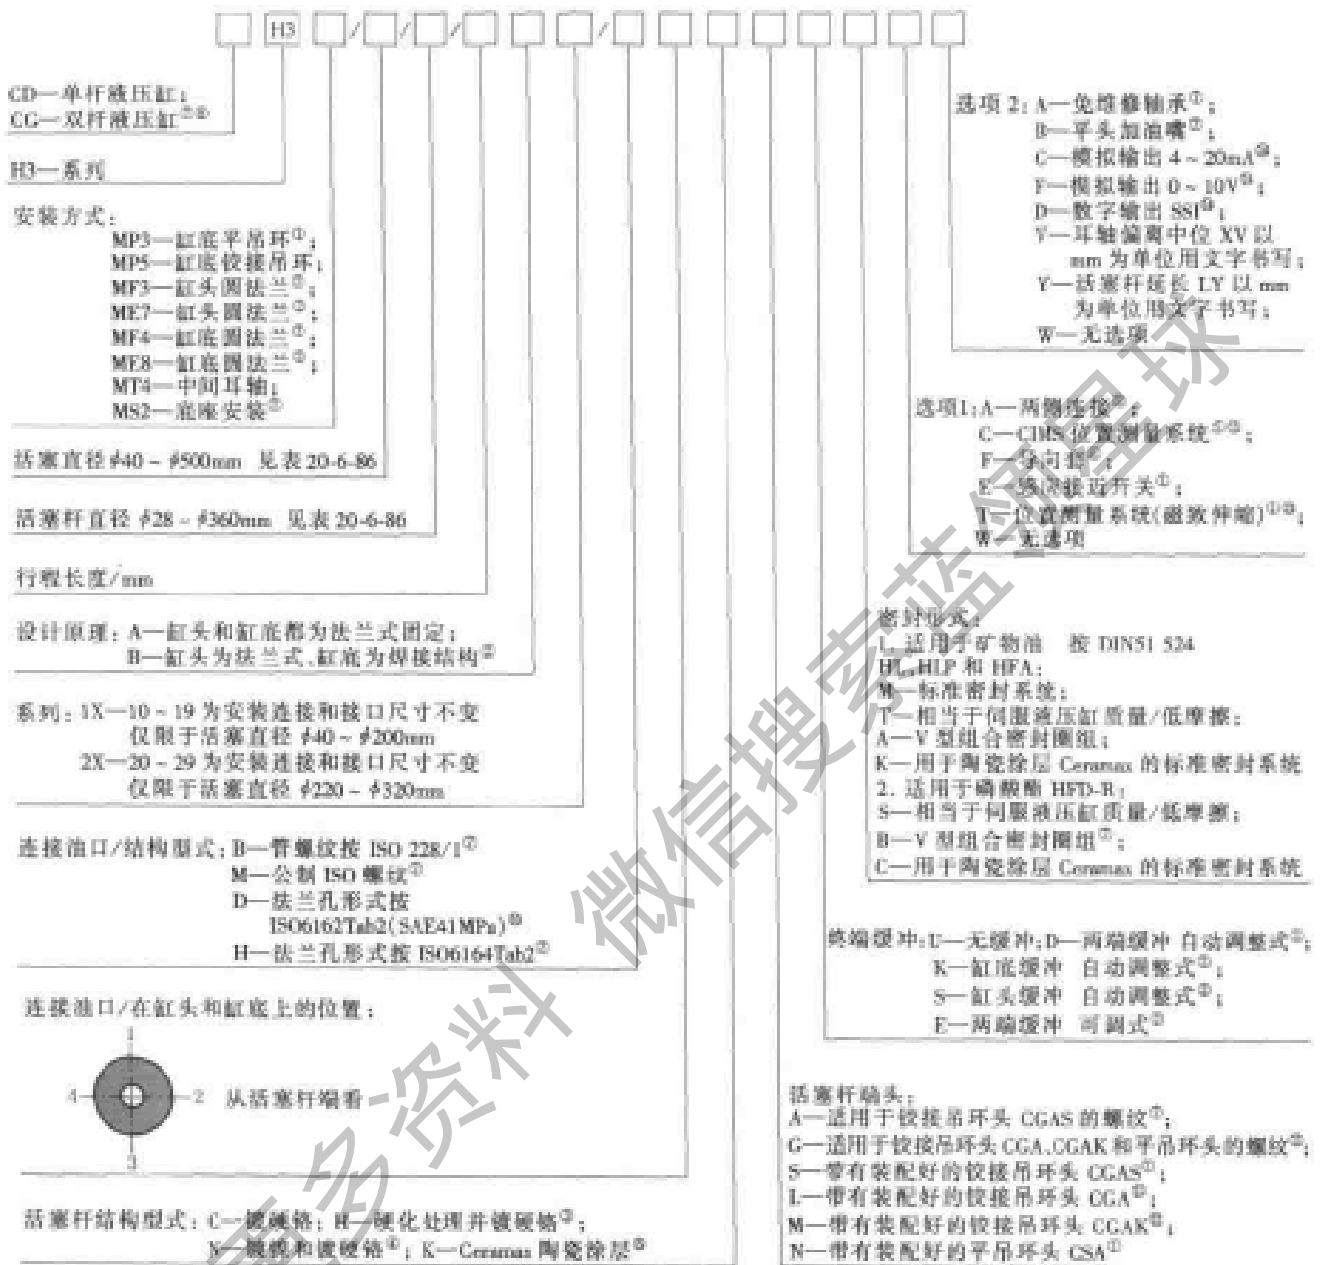 H3 / / / /
CD—单杆液压缸；
CG—双杆液压缸
H3—系列
安装方式：
MP3—缸底平吊环①；
MP5—缸底铰接吊环；
MF3—缸头圆法兰；
ME7—缸头圆法兰；
MF4—缸底圆法兰；
ME8—缸底圆法兰；
MT4—中间耳轴；
MS2—底座安装
活塞直径 ϕ40～ϕ500mm 见表 20-6-86
活塞杆直径 ϕ28～ϕ360mm 见表 20-6-86
行程长度/mm
设计原理：A—缸头和缸底都为法兰式固定；
B—缸头为法兰式、缸底为焊接结构
系列：1X—10～19 为安装连接和接口尺寸不变
仅限于活塞直径 ϕ40～ϕ200mm
2X—20～29 为安装连接和接口尺寸不变
仅限于活塞直径 ϕ220～ϕ320mm
连接油口/结构型式：B—管螺纹按 ISO 228/1
M—公制 ISO 螺纹
D—法兰孔形式按
ISO6162Tab2(SAE41MPa)
H—法兰孔形式按 ISO6164Tab2
连接油口/在缸头和缸底上的位置：
1
4 2 从活塞杆端看
3
活塞杆结构型式：C—镀硬铬；H—硬化处理并镀硬铬；
N—镀镍和镀硬铬；K—Ceramax 陶瓷涂层
选项 2：A—免维修轴承；
B—平头加油嘴；
C—模拟输出 4～20mA；
F—模拟输出 0～10V；
D—数字输出 SSI；
V—耳轴偏离中位 XV 以
mm 为单位用文字书写；
Y—活塞杆延长 LY 以 mm
为单位用文字书写；
W—无选项
选项1：A—两侧连接；
C—CIMS 位置测量系统；
F—导向套；
E—感应接近开关；
T—位置测量系统(磁致伸缩)；
W—无选项
密封形式：
1. 适用于矿物油 按 DIN51 524
HL、HLP 和 HFA：
M—标准密封系统；
T—相当于伺服液压缸质量/低摩擦；
A—V 型组合密封圈组；
K—用于陶瓷涂层 Ceramax 的标准密封系统
2. 适用于磷酸酯 HFD-R：
S—相当于伺服液压缸质量/低摩擦；
B—V 型组合密封圈组；
C—用于陶瓷涂层 Ceramax 的标准密封系统
终端缓冲：U—无缓冲；D—两端缓冲 自动调整式；
K—缸底缓冲 自动调整式；
S—缸头缓冲 自动调整式；
E—两端缓冲 可调式
活塞杆端头：
A—适用于铰接吊环头 CGAS 的螺纹；
G—适用于铰接吊环头 CGA、CGAK 和平吊环头的螺纹；
S—带有装配好的铰接吊环头 CGAS；
L—带有装配好的铰接吊环头 CGA；
M—带有装配好的铰接吊环头 CGAK；
N—带有装配好的平吊环头 CSA
更多资料 微信搜索蓝领星球